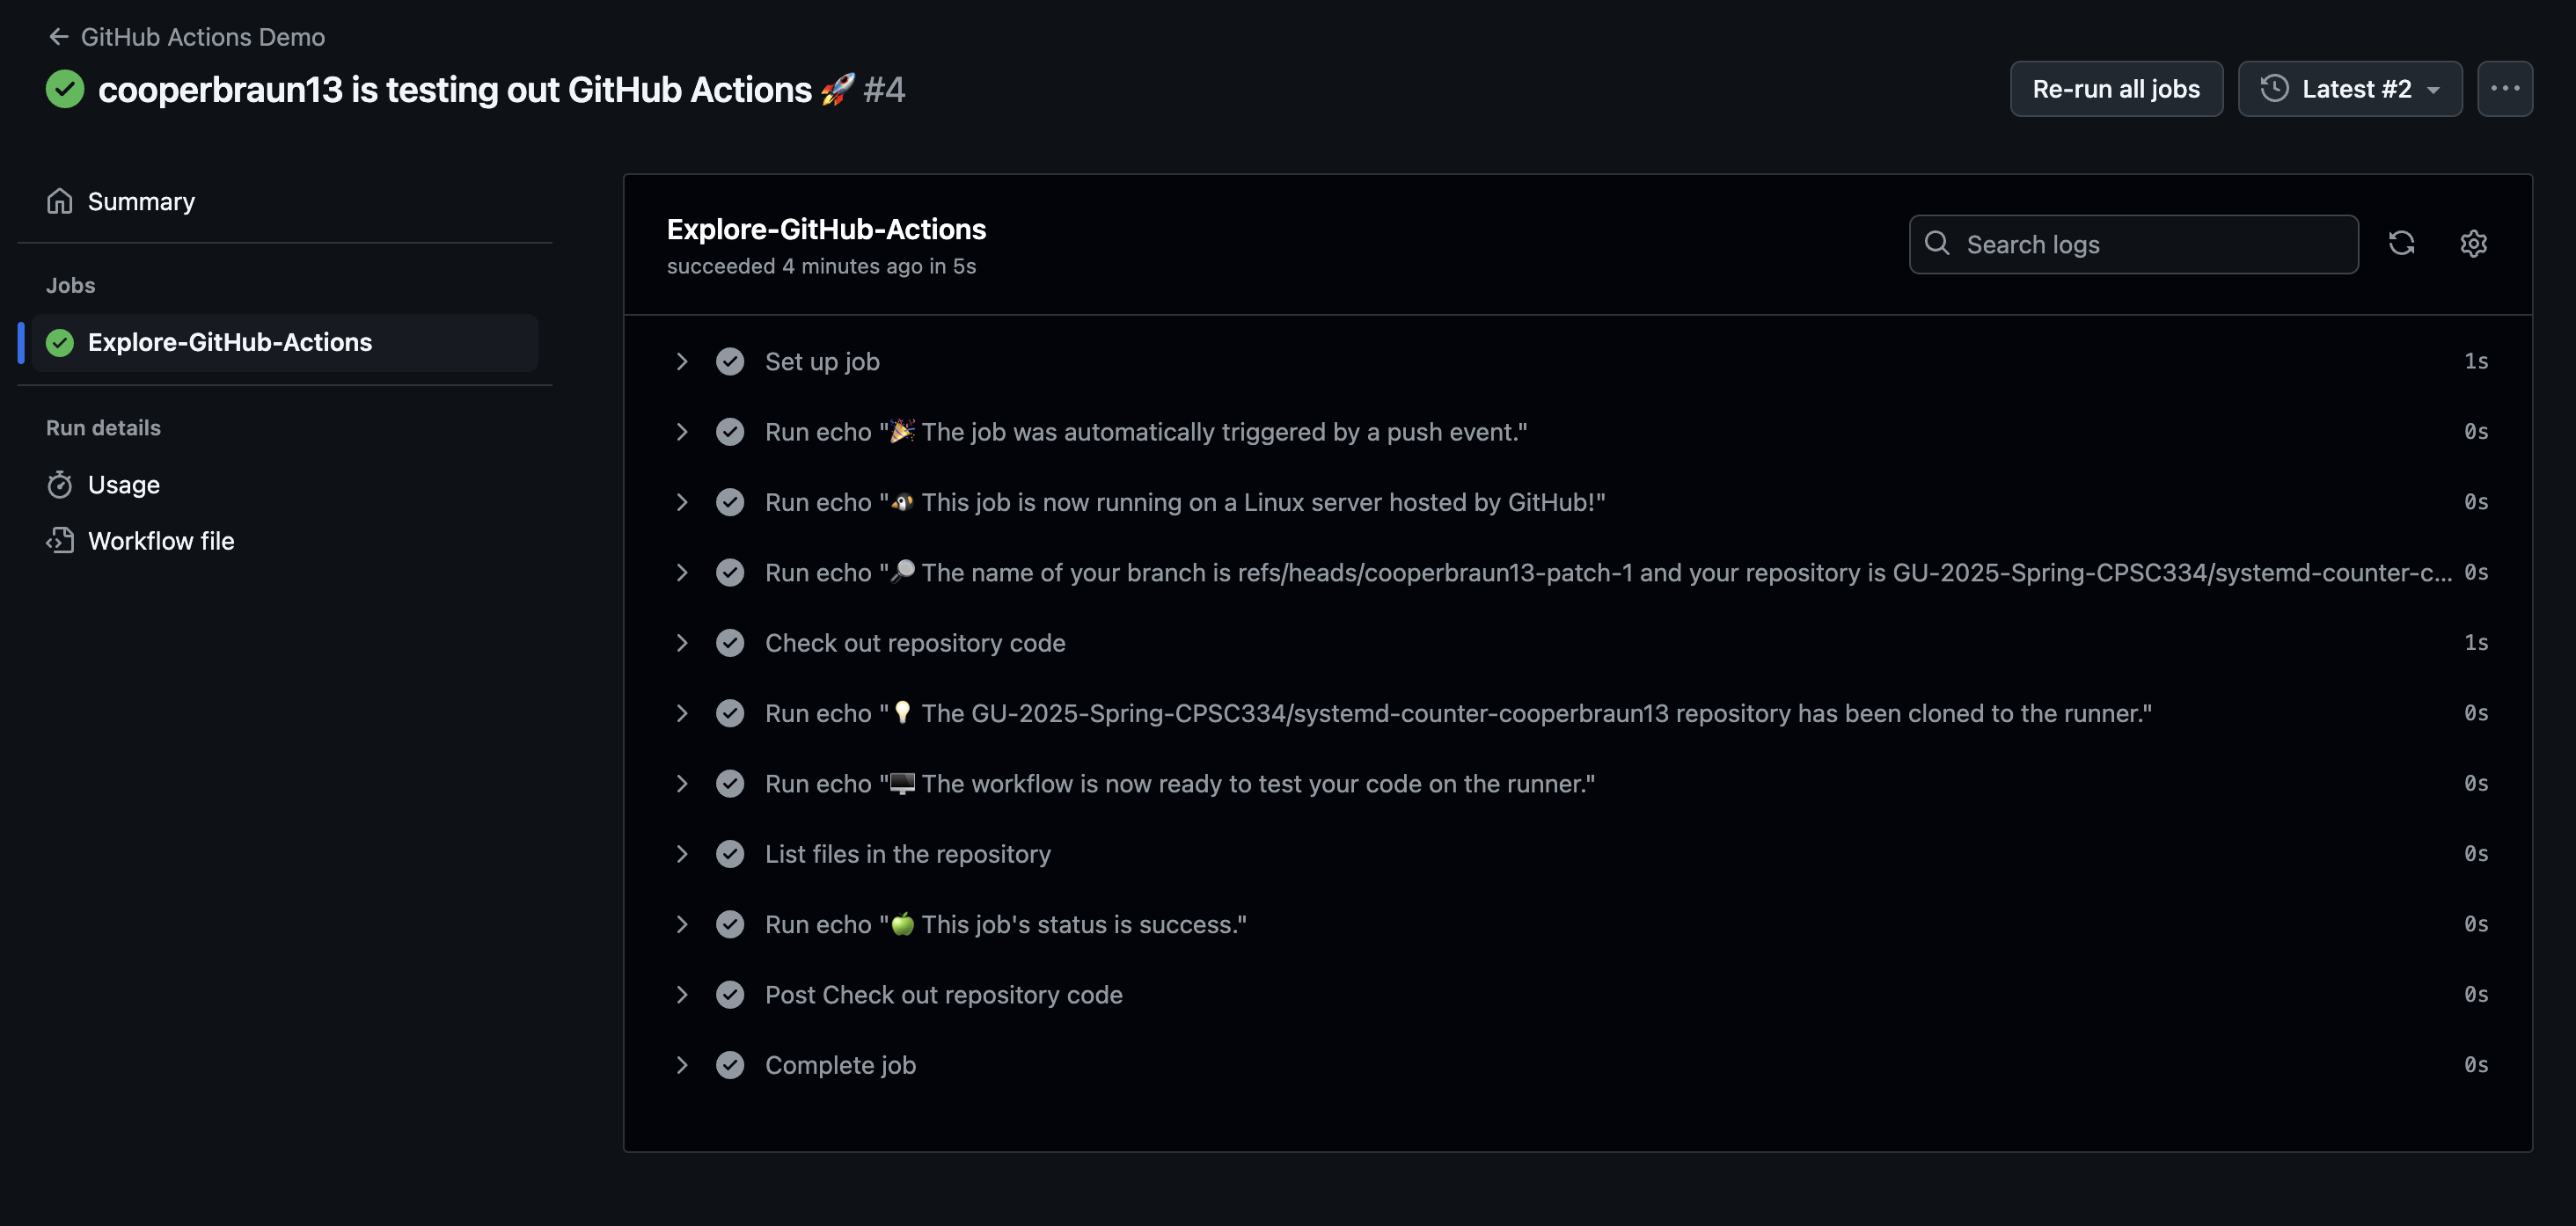 GitHub Actions Demo
cooperbraun13 is testing out GitHub Actions 🚀 #4
Re-run all jobs
Latest #2
Summary
Jobs
Explore-GitHub-Actions
Run details
Usage
Workflow file
Explore-GitHub-Actions
succeeded 4 minutes ago in 5s
Search logs
Set up job 1s
Run echo "🎉 The job was automatically triggered by a push event." 0s
Run echo "🐧 This job is now running on a Linux server hosted by GitHub!" 0s
Run echo "🔎 The name of your branch is refs/heads/cooperbraun13-patch-1 and your repository is GU-2025-Spring-CPSC334/systemd-counter-c... 0s
Check out repository code 1s
Run echo "💡 The GU-2025-Spring-CPSC334/systemd-counter-cooperbraun13 repository has been cloned to the runner." 0s
Run echo "🖥️ The workflow is now ready to test your code on the runner." 0s
List files in the repository 0s
Run echo "🍏 This job's status is success." 0s
Post Check out repository code 0s
Complete job 0s